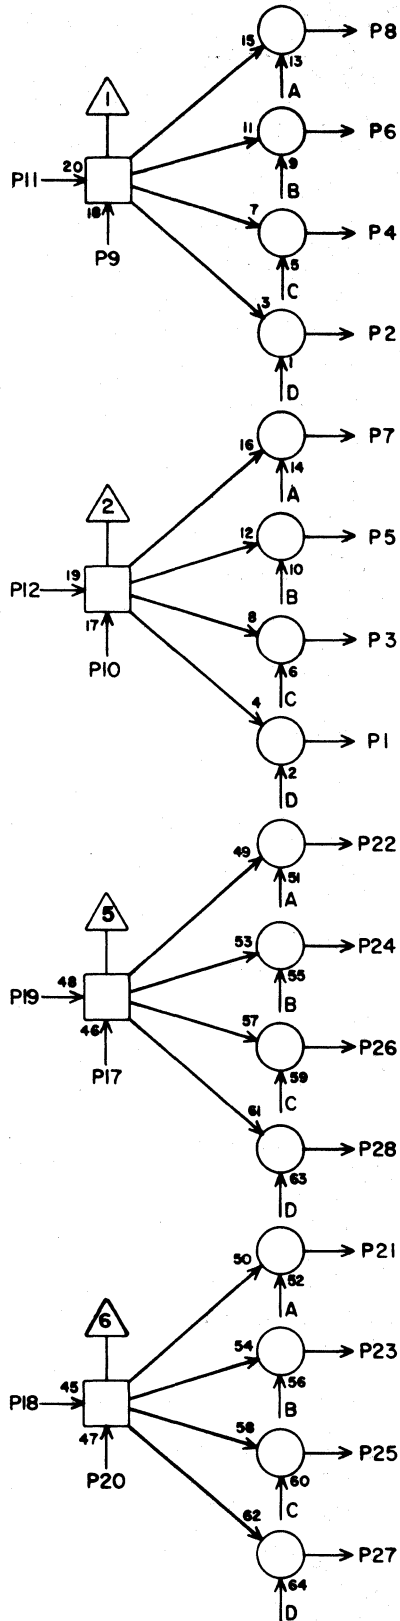 15 P8
13
A
1
11 P6
20 9
P11 B
18 7 P4
P9 5
C
3
P2
1
D
P7
16
14
A
2
12 P5
19 10
P12 B
17 8 P3
P10 6
C
4
P1
2
D
P22
49
51
A
5
53 P24
48 55
P19 B
46 57 P26
P17 59
C
61
P28
63
D
P21
50
52
A
6
54 P23
45 56
P18 B
47 58 P25
P20 60
C
62
P27
64
D